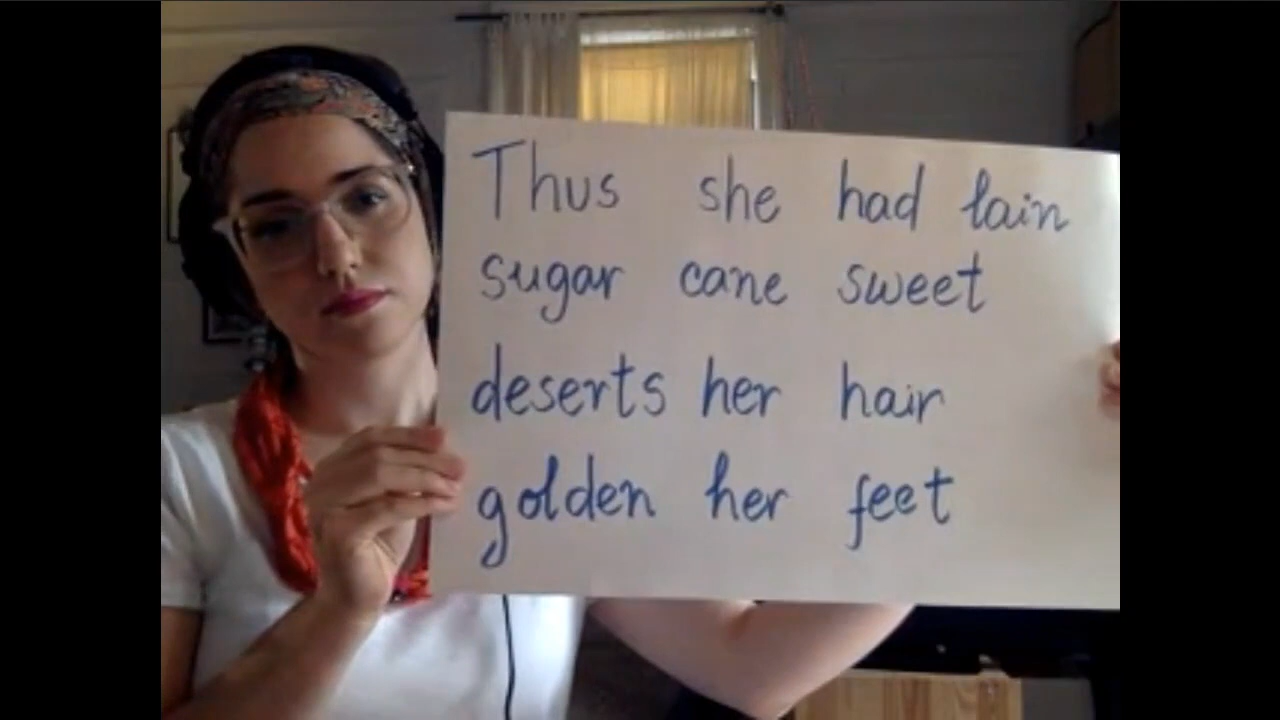 Thus she had lain
sugar cane sweet
deserts her hair
golden her feet